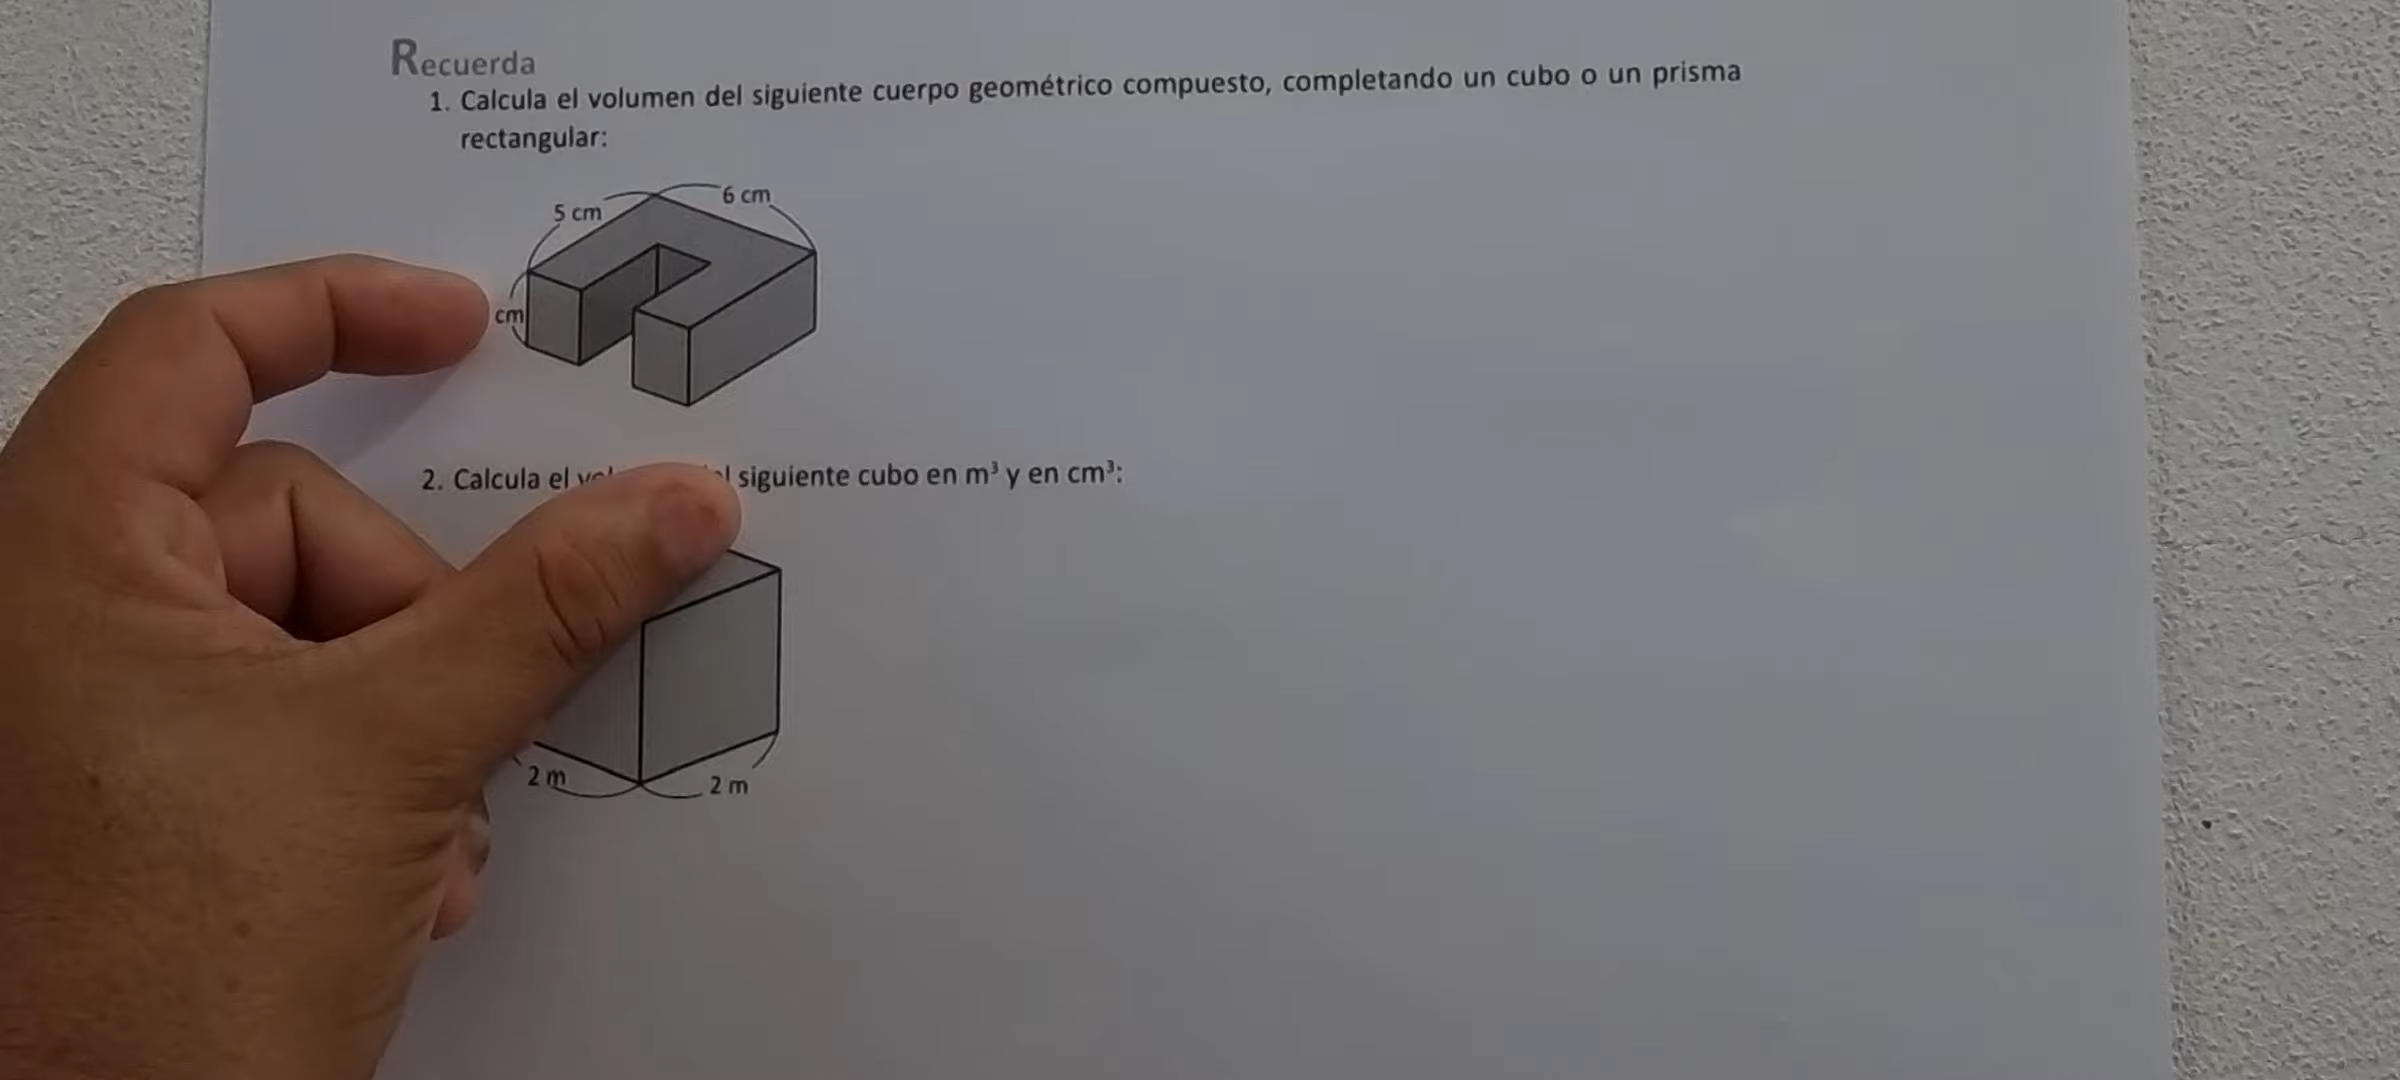 Recuerda
1. Calcula el volumen del siguiente cuerpo geométrico compuesto, completando un cubo o un prisma
rectangular:
5 cm
6 cm
cm
2. Calcula el siguiente cubo en m³ y en cm³:
2 m
2 m